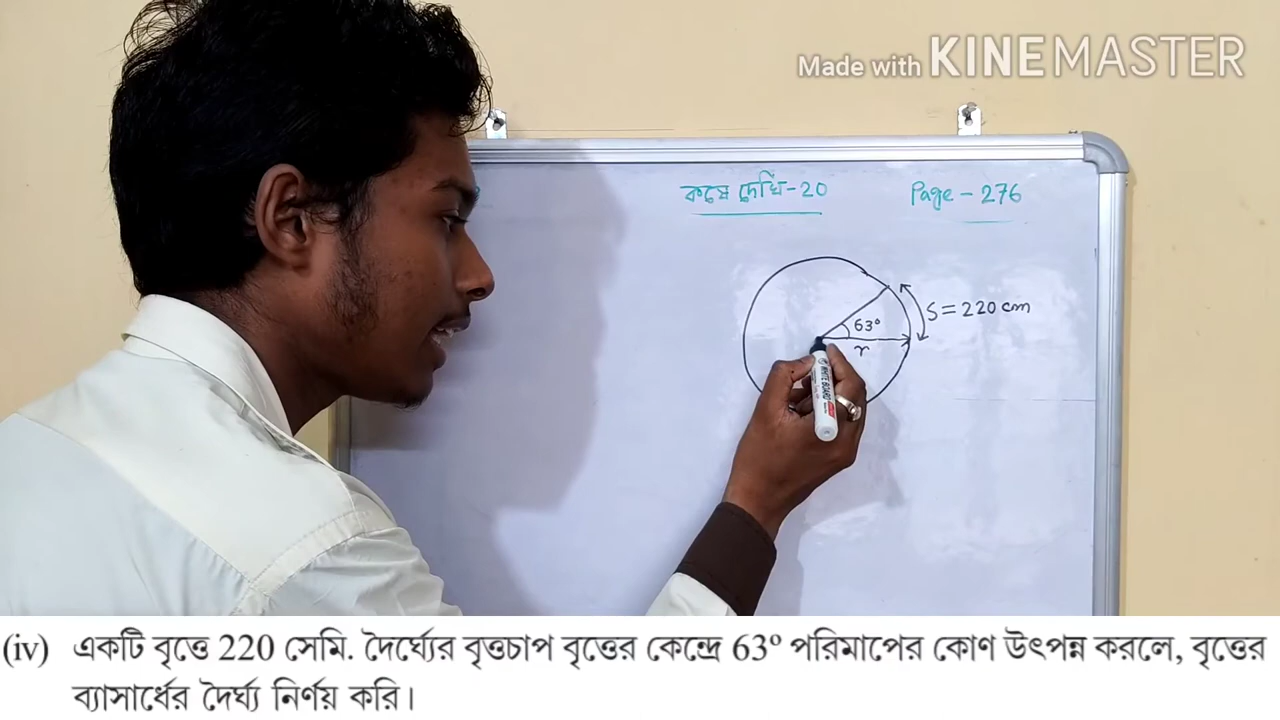 Made with KINEMASTER
কষে দেখি-20
Page - 276
S = 220 cm
63°
r
(iv) একটি বৃত্তে 220 সেমি. দৈর্ঘ্যের বৃত্তচাপ বৃত্তের কেন্দ্রে 63° পরিমাপের কোণ উৎপন্ন করলে, বৃত্তের
ব্যাসার্ধের দৈর্ঘ্য নির্ণয় করি।